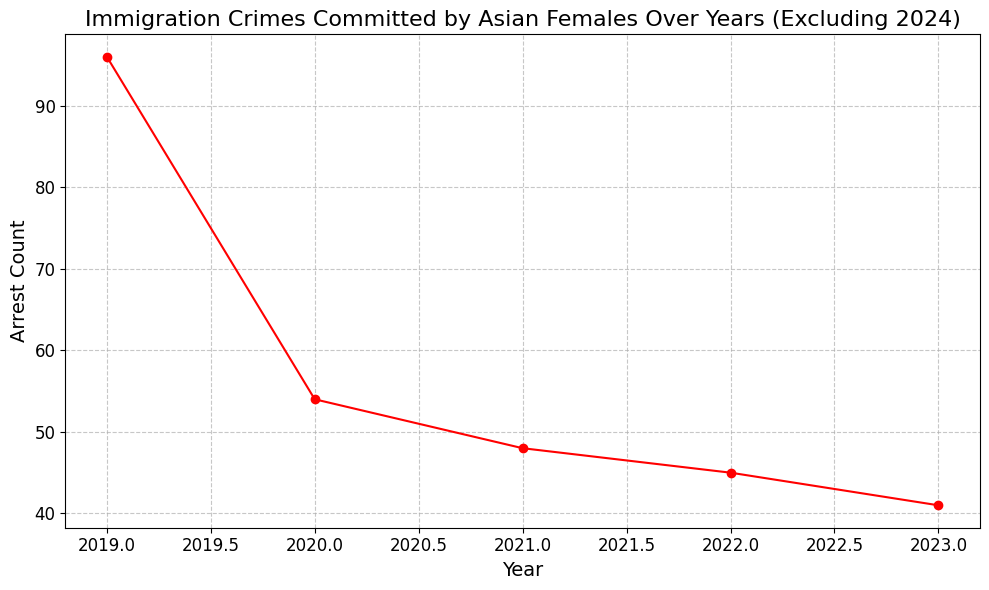 Immigration Crimes Committed by Asian Females Over Years (Excluding 2024)
Arrest Count
90
80
70
60
50
40
2019.0 2019.5 2020.0 2020.5 2021.0 2021.5 2022.0 2022.5 2023.0
Year